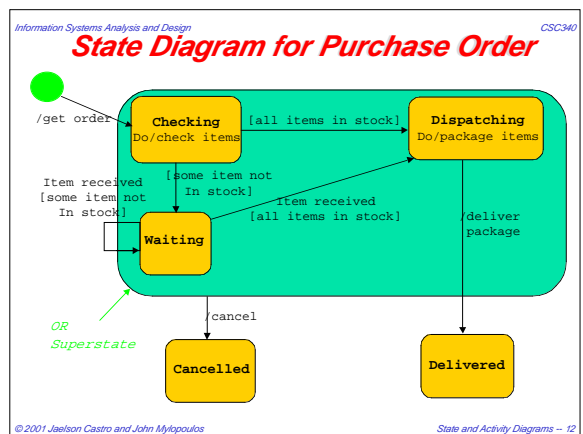 Information Systems Analysis and Design CSC340
State Diagram for Purchase Order
/get order
Checking
Do/check items
[all items in stock]
Dispatching
Do/package items
[some item not
In stock]
Item received
[some item not
In stock]
Item received
[all items in stock]
/deliver
package
Waiting
/cancel
OR
Superstate
Cancelled
Delivered
© 2001 Jaelson Castro and John Mylopoulos State and Activity Diagrams -- 12